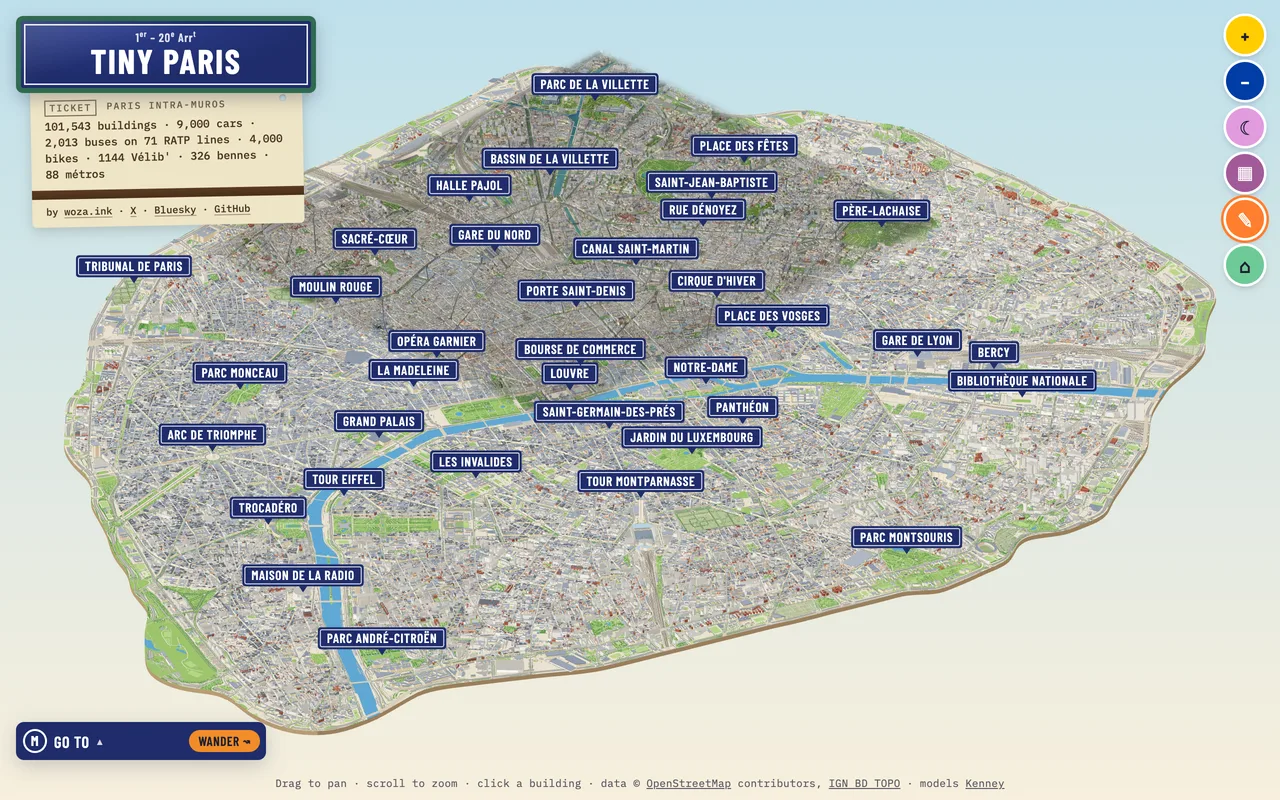 1er – 20e Arrt
TINY PARIS
TICKET PARIS INTRA-MUROS
101,543 buildings · 9,000 cars ·
2,013 buses on 71 RATP lines · 4,000
bikes · 1144 Vélib' · 326 bennes ·
88 métros
by woza.ink · X · Bluesky · GitHub
PARC DE LA VILLETTE
PLACE DES FÊTES
BASSIN DE LA VILLETTE
HALLE PAJOL
SAINT-JEAN-BAPTISTE
RUE DÉNOYEZ
PÈRE-LACHAISE
SACRÉ-CŒUR
GARE DU NORD
CANAL SAINT-MARTIN
TRIBUNAL DE PARIS
MOULIN ROUGE
PORTE SAINT-DENIS
CIRQUE D'HIVER
PLACE DES VOSGES
OPÉRA GARNIER
BOURSE DE COMMERCE
GARE DE LYON
BERCY
PARC MONCEAU
LA MADELEINE
LOUVRE
NOTRE-DAME
BIBLIOTHÈQUE NATIONALE
GRAND PALAIS
SAINT-GERMAIN-DES-PRÉS
PANTHÉON
ARC DE TRIOMPHE
JARDIN DU LUXEMBOURG
LES INVALIDES
TOUR EIFFEL
TOUR MONTPARNASSE
TROCADÉRO
PARC MONTSOURIS
MAISON DE LA RADIO
PARC ANDRÉ-CITROËN
M GO TO ▲ WANDER ↝
Drag to pan · scroll to zoom · click a building · data © OpenStreetMap contributors, IGN BD TOPO · models Kenney